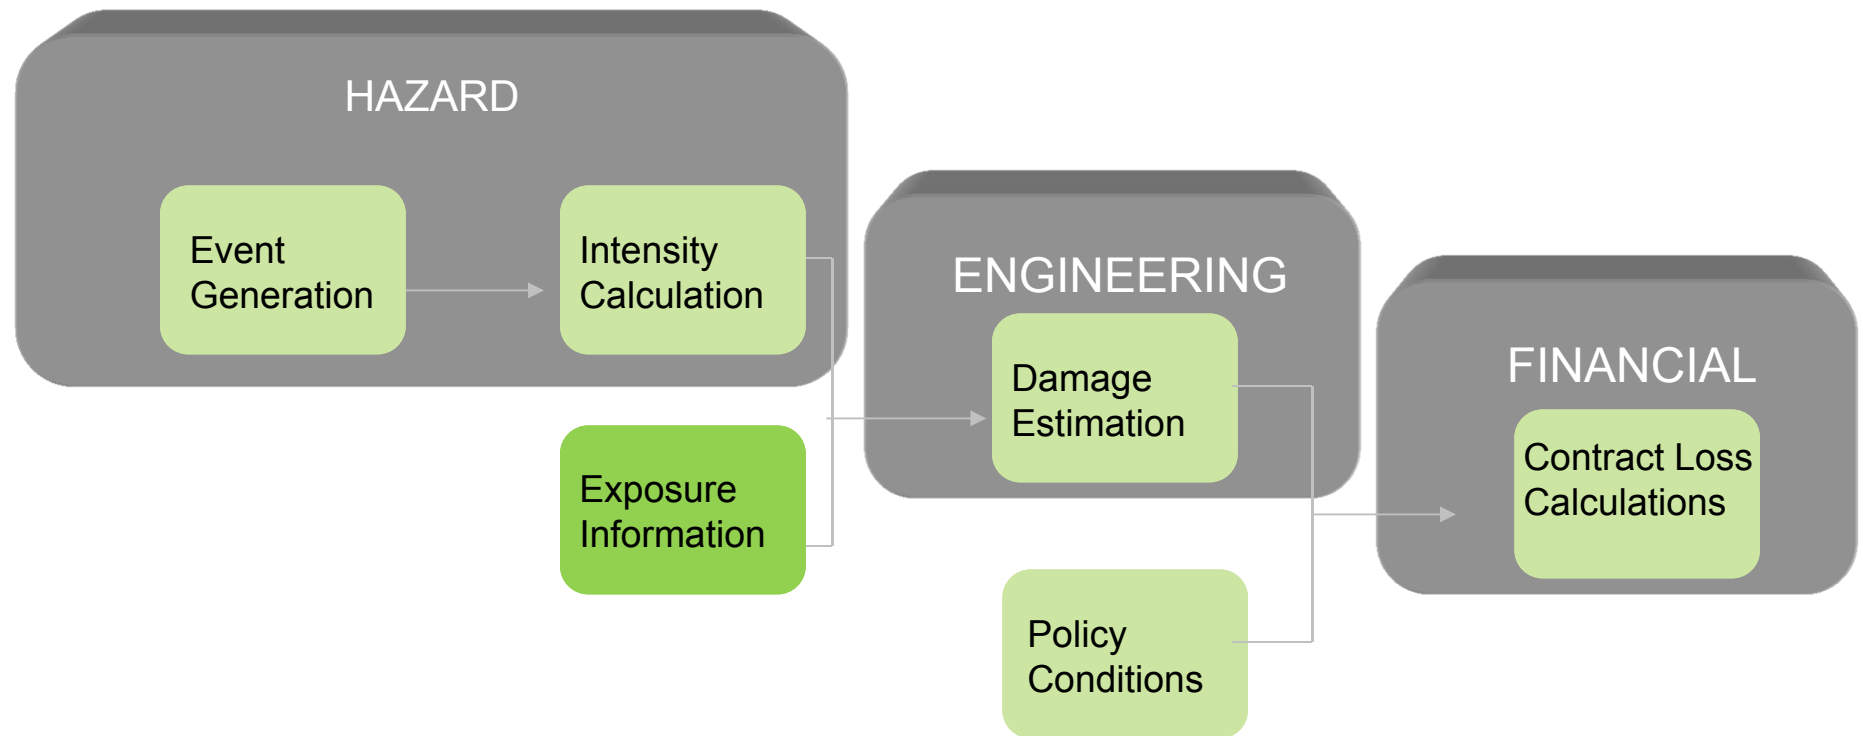 HAZARD
Event
Generation
Intensity
Calculation
Exposure
Information
ENGINEERING
Damage
Estimation
Policy
Conditions
FINANCIAL
Contract Loss
Calculations